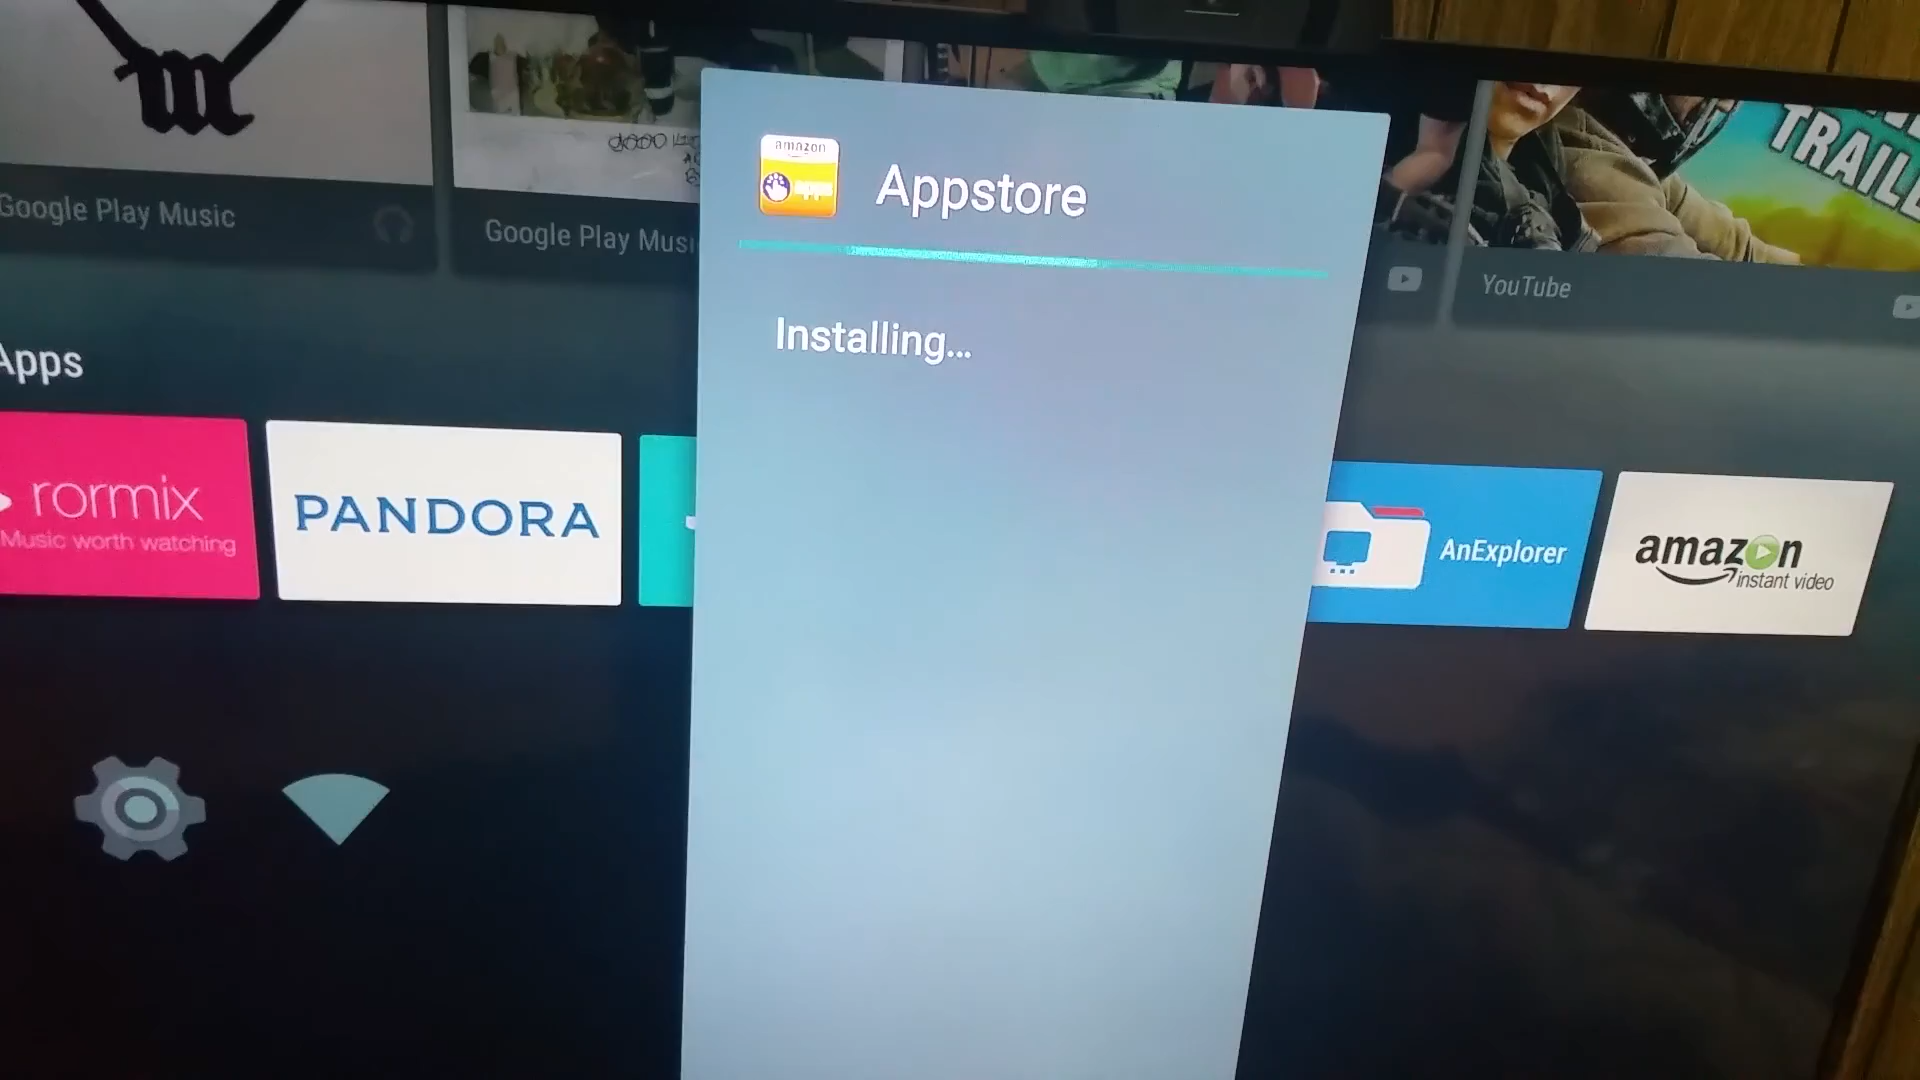 TRAIL
amazon
apps
Appstore
Google Play Music
Google Play Musi
YouTube
Installing...
Apps
rormix
Music worth watching
PANDORA
AnExplorer
amazon
instant video